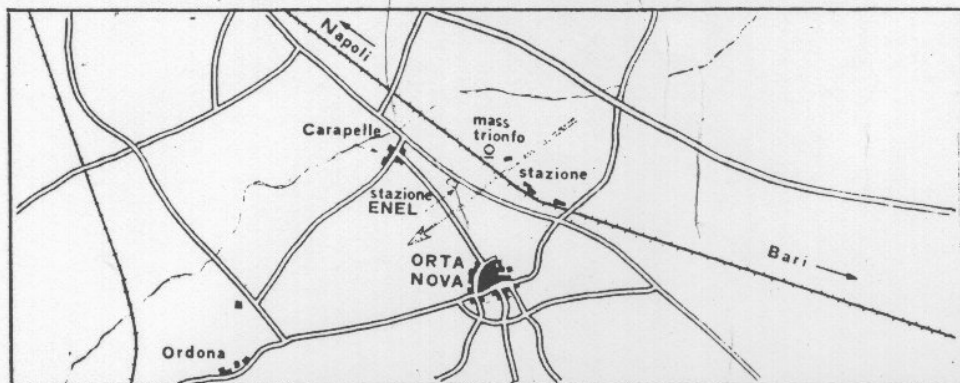 Napoli
mass
trionfo
Carapelle
stazione
stazione
ENEL
ORTA
NOVA
Bari
Ordona